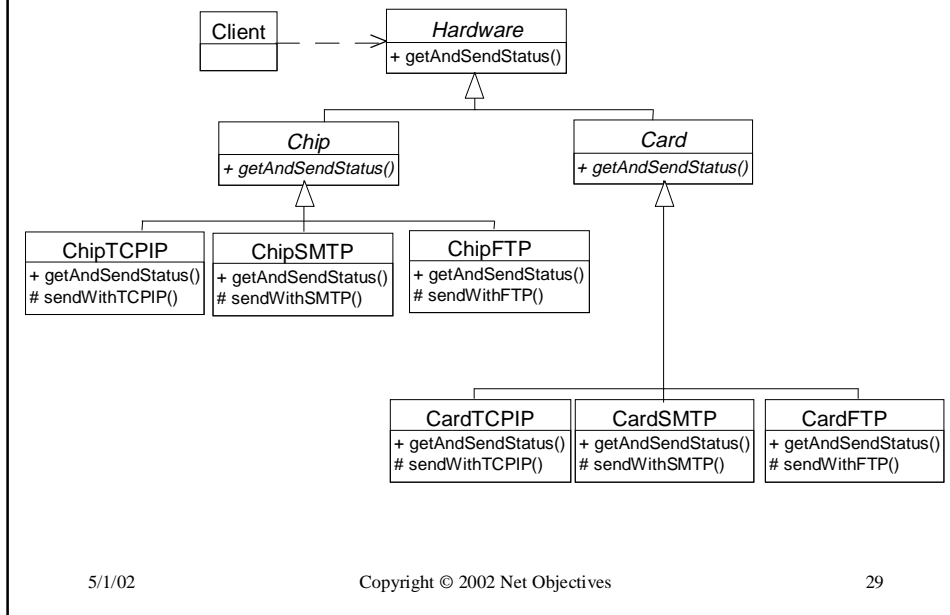 Client
Hardware
+ getAndSendStatus()
Chip
+ getAndSendStatus()
Card
+ getAndSendStatus()
ChipTCPIP
+ getAndSendStatus()
# sendWithTCPIP()
ChipSMTP
+ getAndSendStatus()
# sendWithSMTP()
ChipFTP
+ getAndSendStatus()
# sendWithFTP()
CardTCPIP
+ getAndSendStatus()
# sendWithTCPIP()
CardSMTP
+ getAndSendStatus()
# sendWithSMTP()
CardFTP
+ getAndSendStatus()
# sendWithFTP()
5/1/02
Copyright © 2002 Net Objectives
29